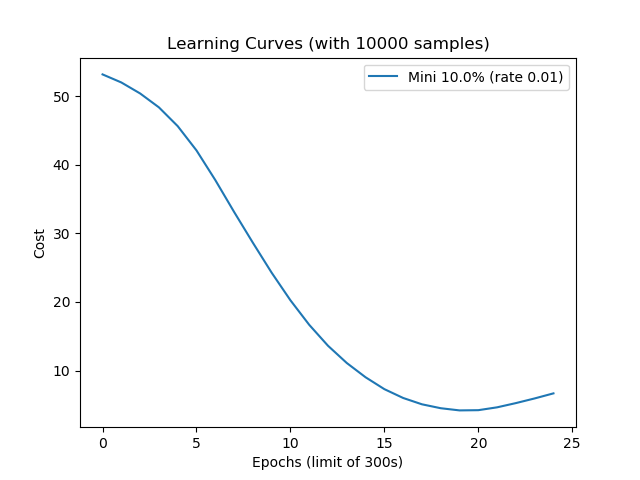 Learning Curves (with 10000 samples)
Mini 10.0% (rate 0.01)
50
40
30
20
10
Cost
0 5 10 15 20 25
Epochs (limit of 300s)